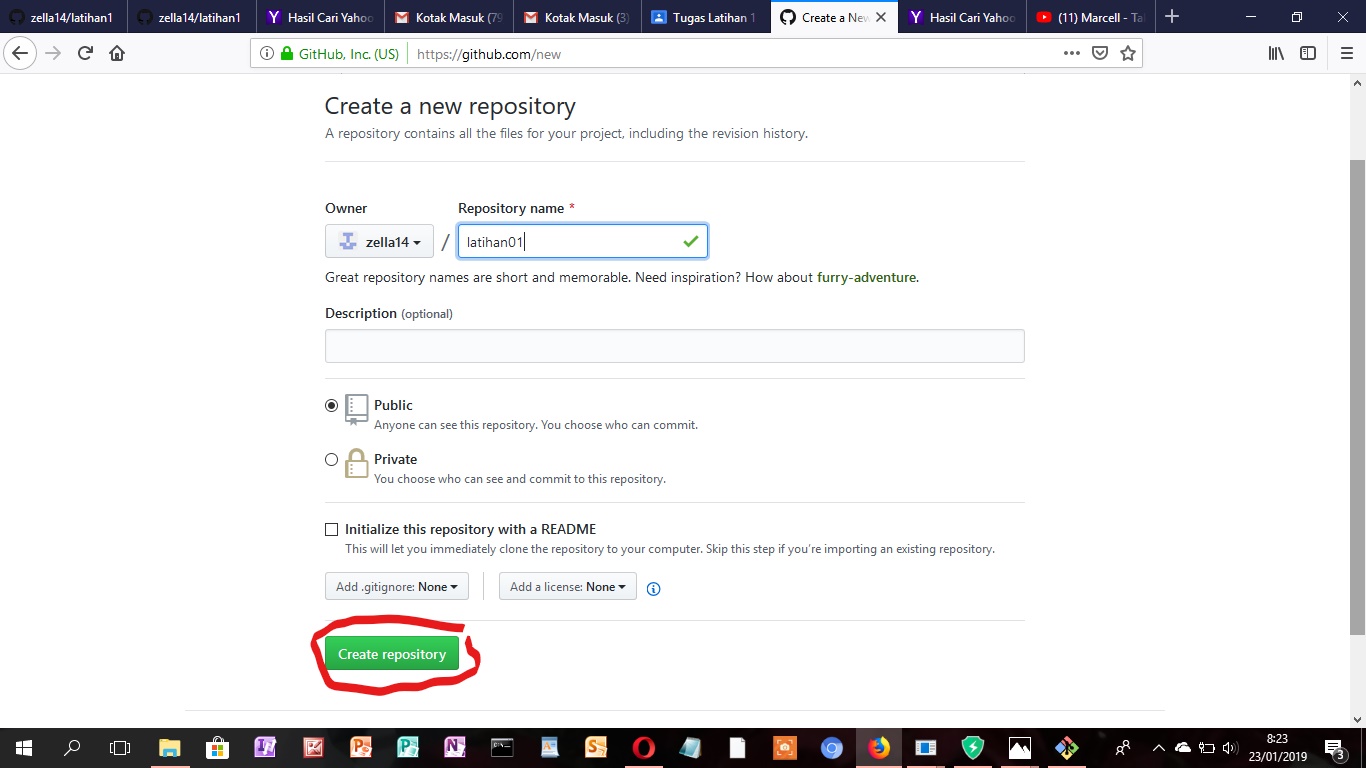 zella14/latihan1
zella14/latihan1
Hasil Cari Yahoo
Kotak Masuk (79
Kotak Masuk (3)
Tugas Latihan 1
Create a New
Hasil Cari Yahoo
(11) Marcell - Tak
GitHub, Inc. (US)
https://github.com/new
Create a new repository
A repository contains all the files for your project, including the revision history.
Owner
Repository name *
zella14
/
latihan01
Great repository names are short and memorable. Need inspiration? How about furry-adventure.
Description (optional)
Public
Anyone can see this repository. You choose who can commit.
Private
You choose who can see and commit to this repository.
Initialize this repository with a README
This will let you immediately clone the repository to your computer. Skip this step if you're importing an existing repository.
Add .gitignore: None
Add a license: None
Create repository
8:23
23/01/2019
3